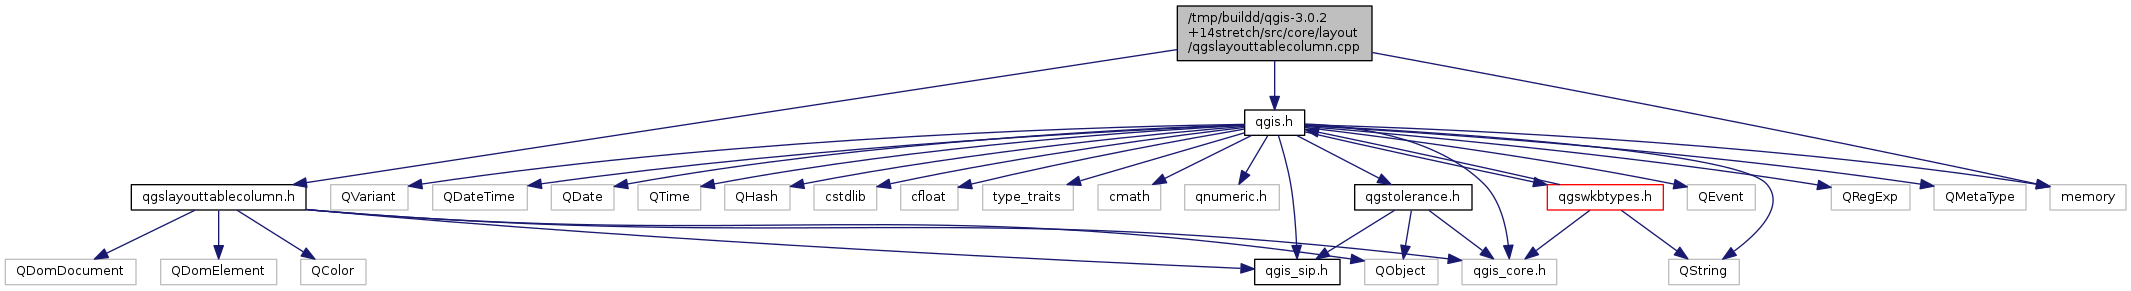 /tmp/buildd/qgis-3.0.2
+14stretch/src/core/layout
/qgslayouttablecolumn.cpp
qgis.h
qgslayouttablecolumn.h
QVariant
QDateTime
QDate
QTime
QHash
cstdlib
cfloat
type_traits
cmath
qnumeric.h
qgstolerance.h
qgswkbtypes.h
QEvent
QRegExp
QMetaType
memory
QDomDocument
QDomElement
QColor
qgis_sip.h
QObject
qgis_core.h
QString